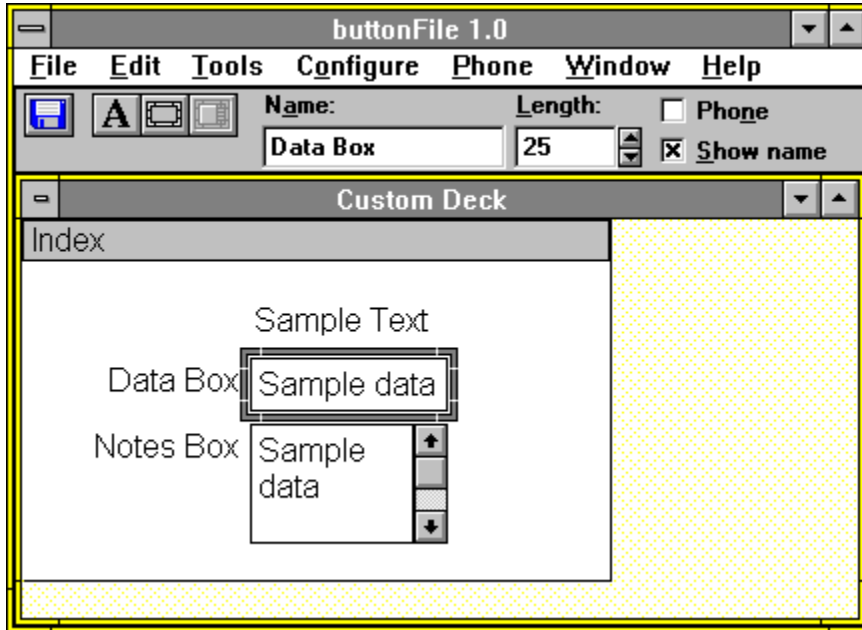 buttonFile 1.0
File Edit Tools Configure Phone Window Help
A Name: Length: Phone
Data Box 25 Show name
Custom Deck
Index
Sample Text
Data Box Sample data
Notes Box Sample
data